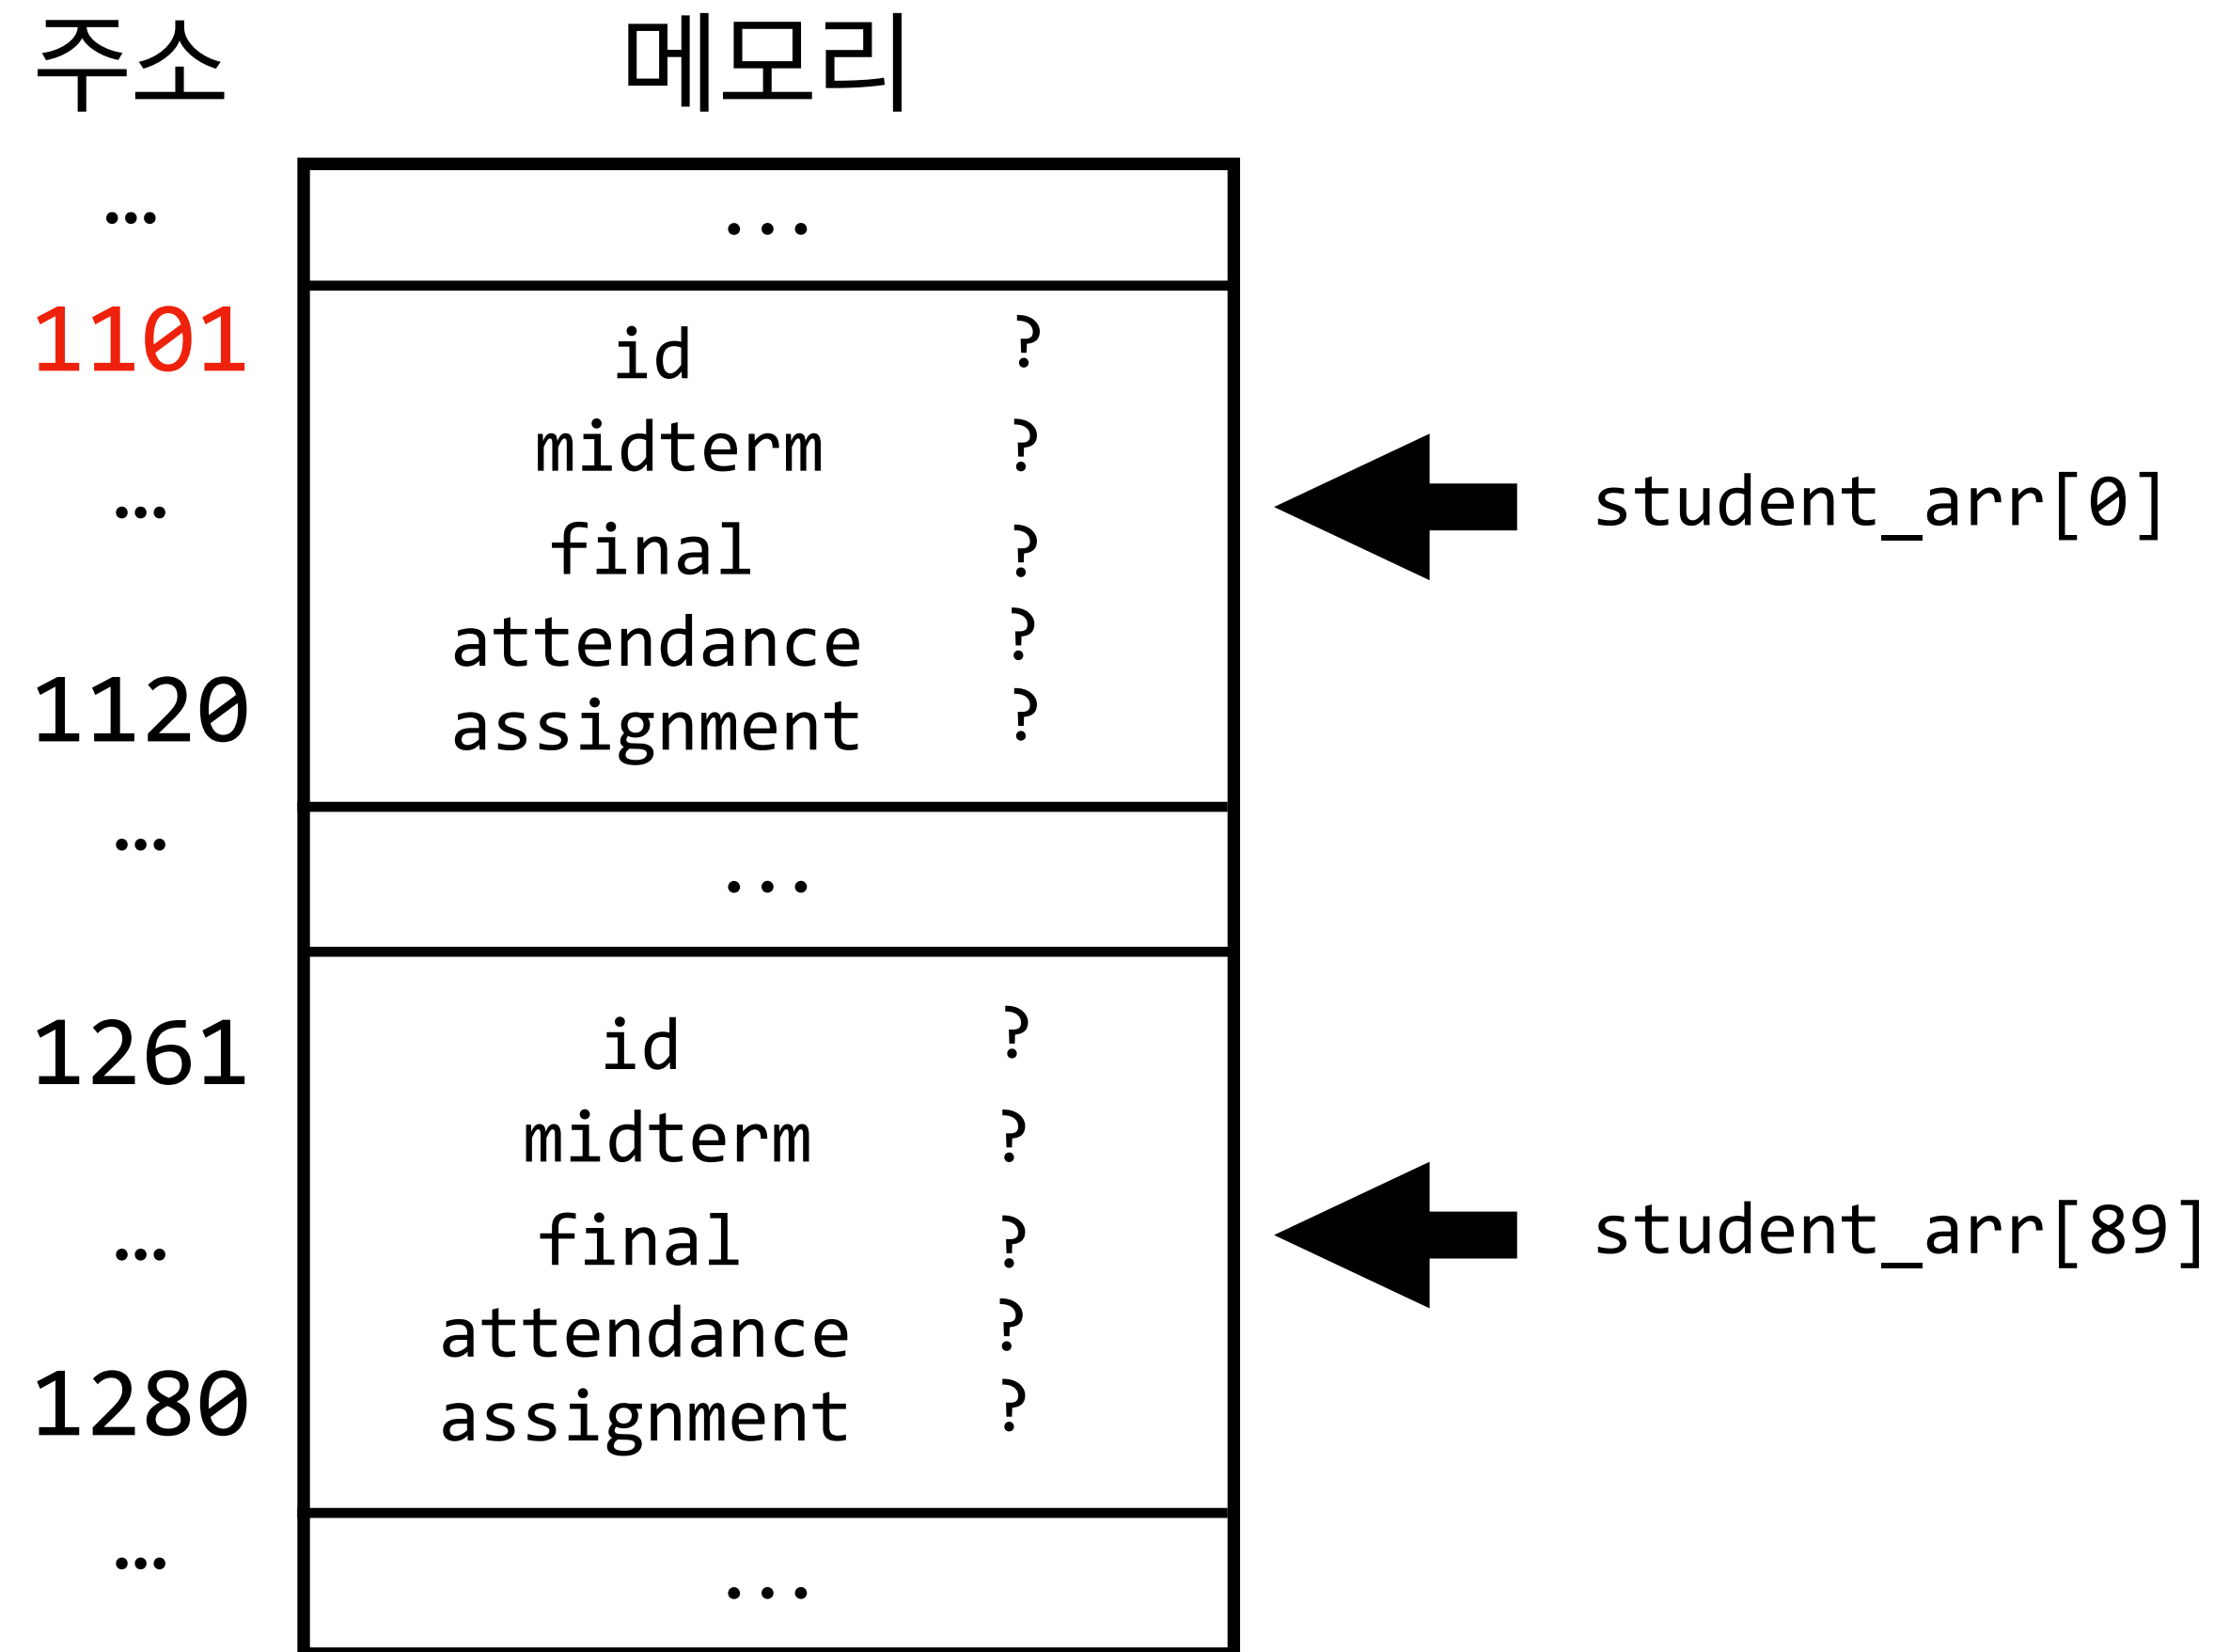 주소 메모리
... ...
1101 id ?
midterm ?
... student_arr[0]
final ?
attendance ?
1120 assignment ?
...
...
1261 id ?
midterm ?
... final ? student_arr[89]
attendance ?
1280 assignment ?
...
...